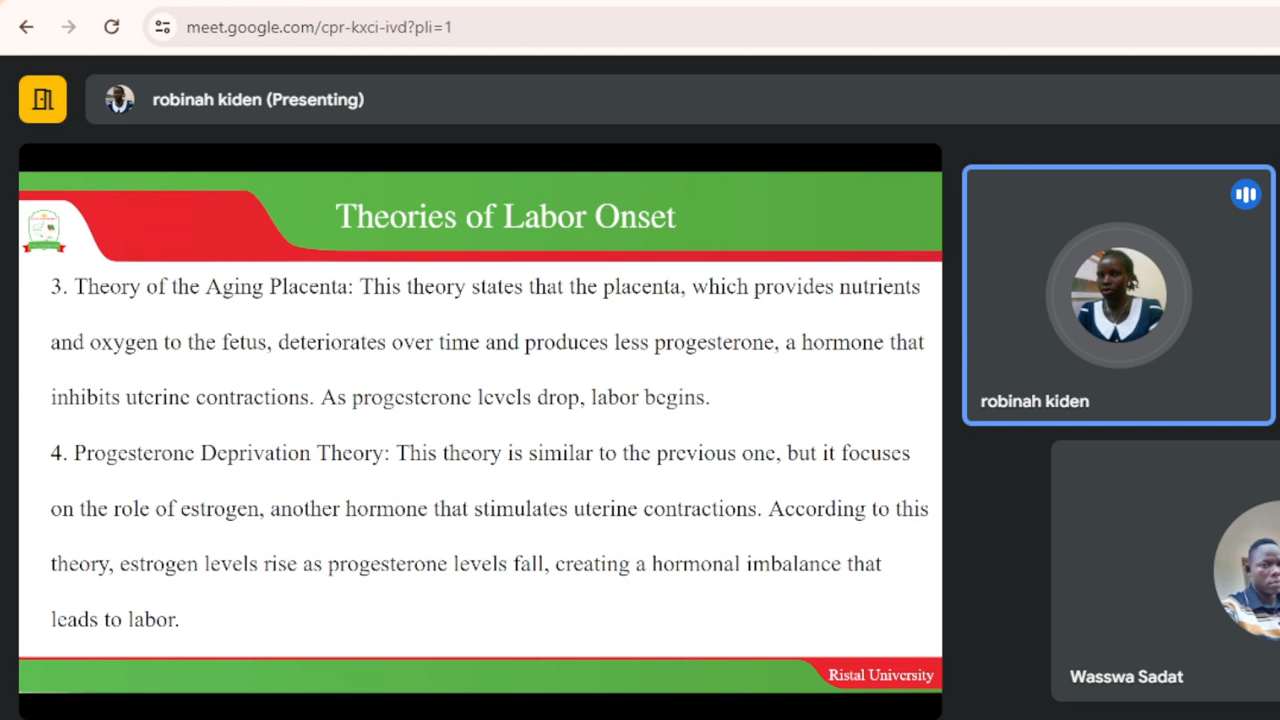 meet.google.com/cpr-kxci-ivd?pli=1
robinah kiden (Presenting)
Theories of Labor Onset
3. Theory of the Aging Placenta: This theory states that the placenta, which provides nutrients
and oxygen to the fetus, deteriorates over time and produces less progesterone, a hormone that
inhibits uterine contractions. As progesterone levels drop, labor begins.
4. Progesterone Deprivation Theory: This theory is similar to the previous one, but it focuses
on the role of estrogen, another hormone that stimulates uterine contractions. According to this
theory, estrogen levels rise as progesterone levels fall, creating a hormonal imbalance that
leads to labor.
Ristal University
robinah kiden
Wasswa Sadat